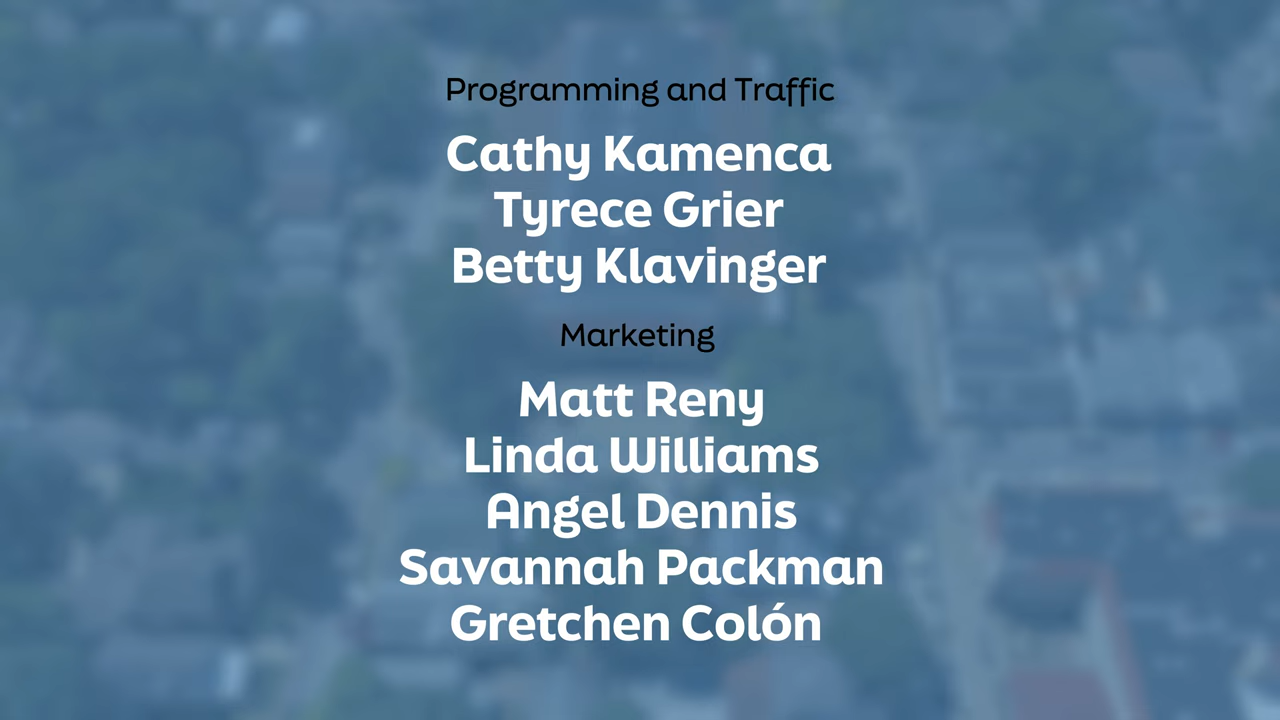 Programming and Traffic
Cathy Kamenca
Tyrece Grier
Betty Klavinger
Marketing
Matt Reny
Linda Williams
Angel Dennis
Savannah Packman
Gretchen Colón